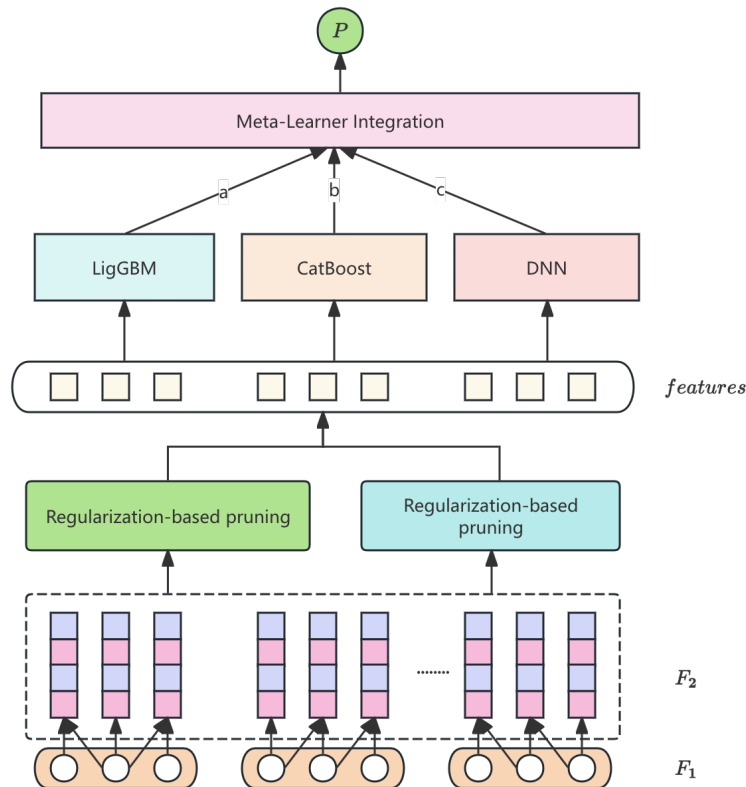 P
Meta-Learner Integration
a
b
c
LigGBM
CatBoost
DNN
features
Regularization-based pruning
Regularization-based
pruning
........
F2
F1